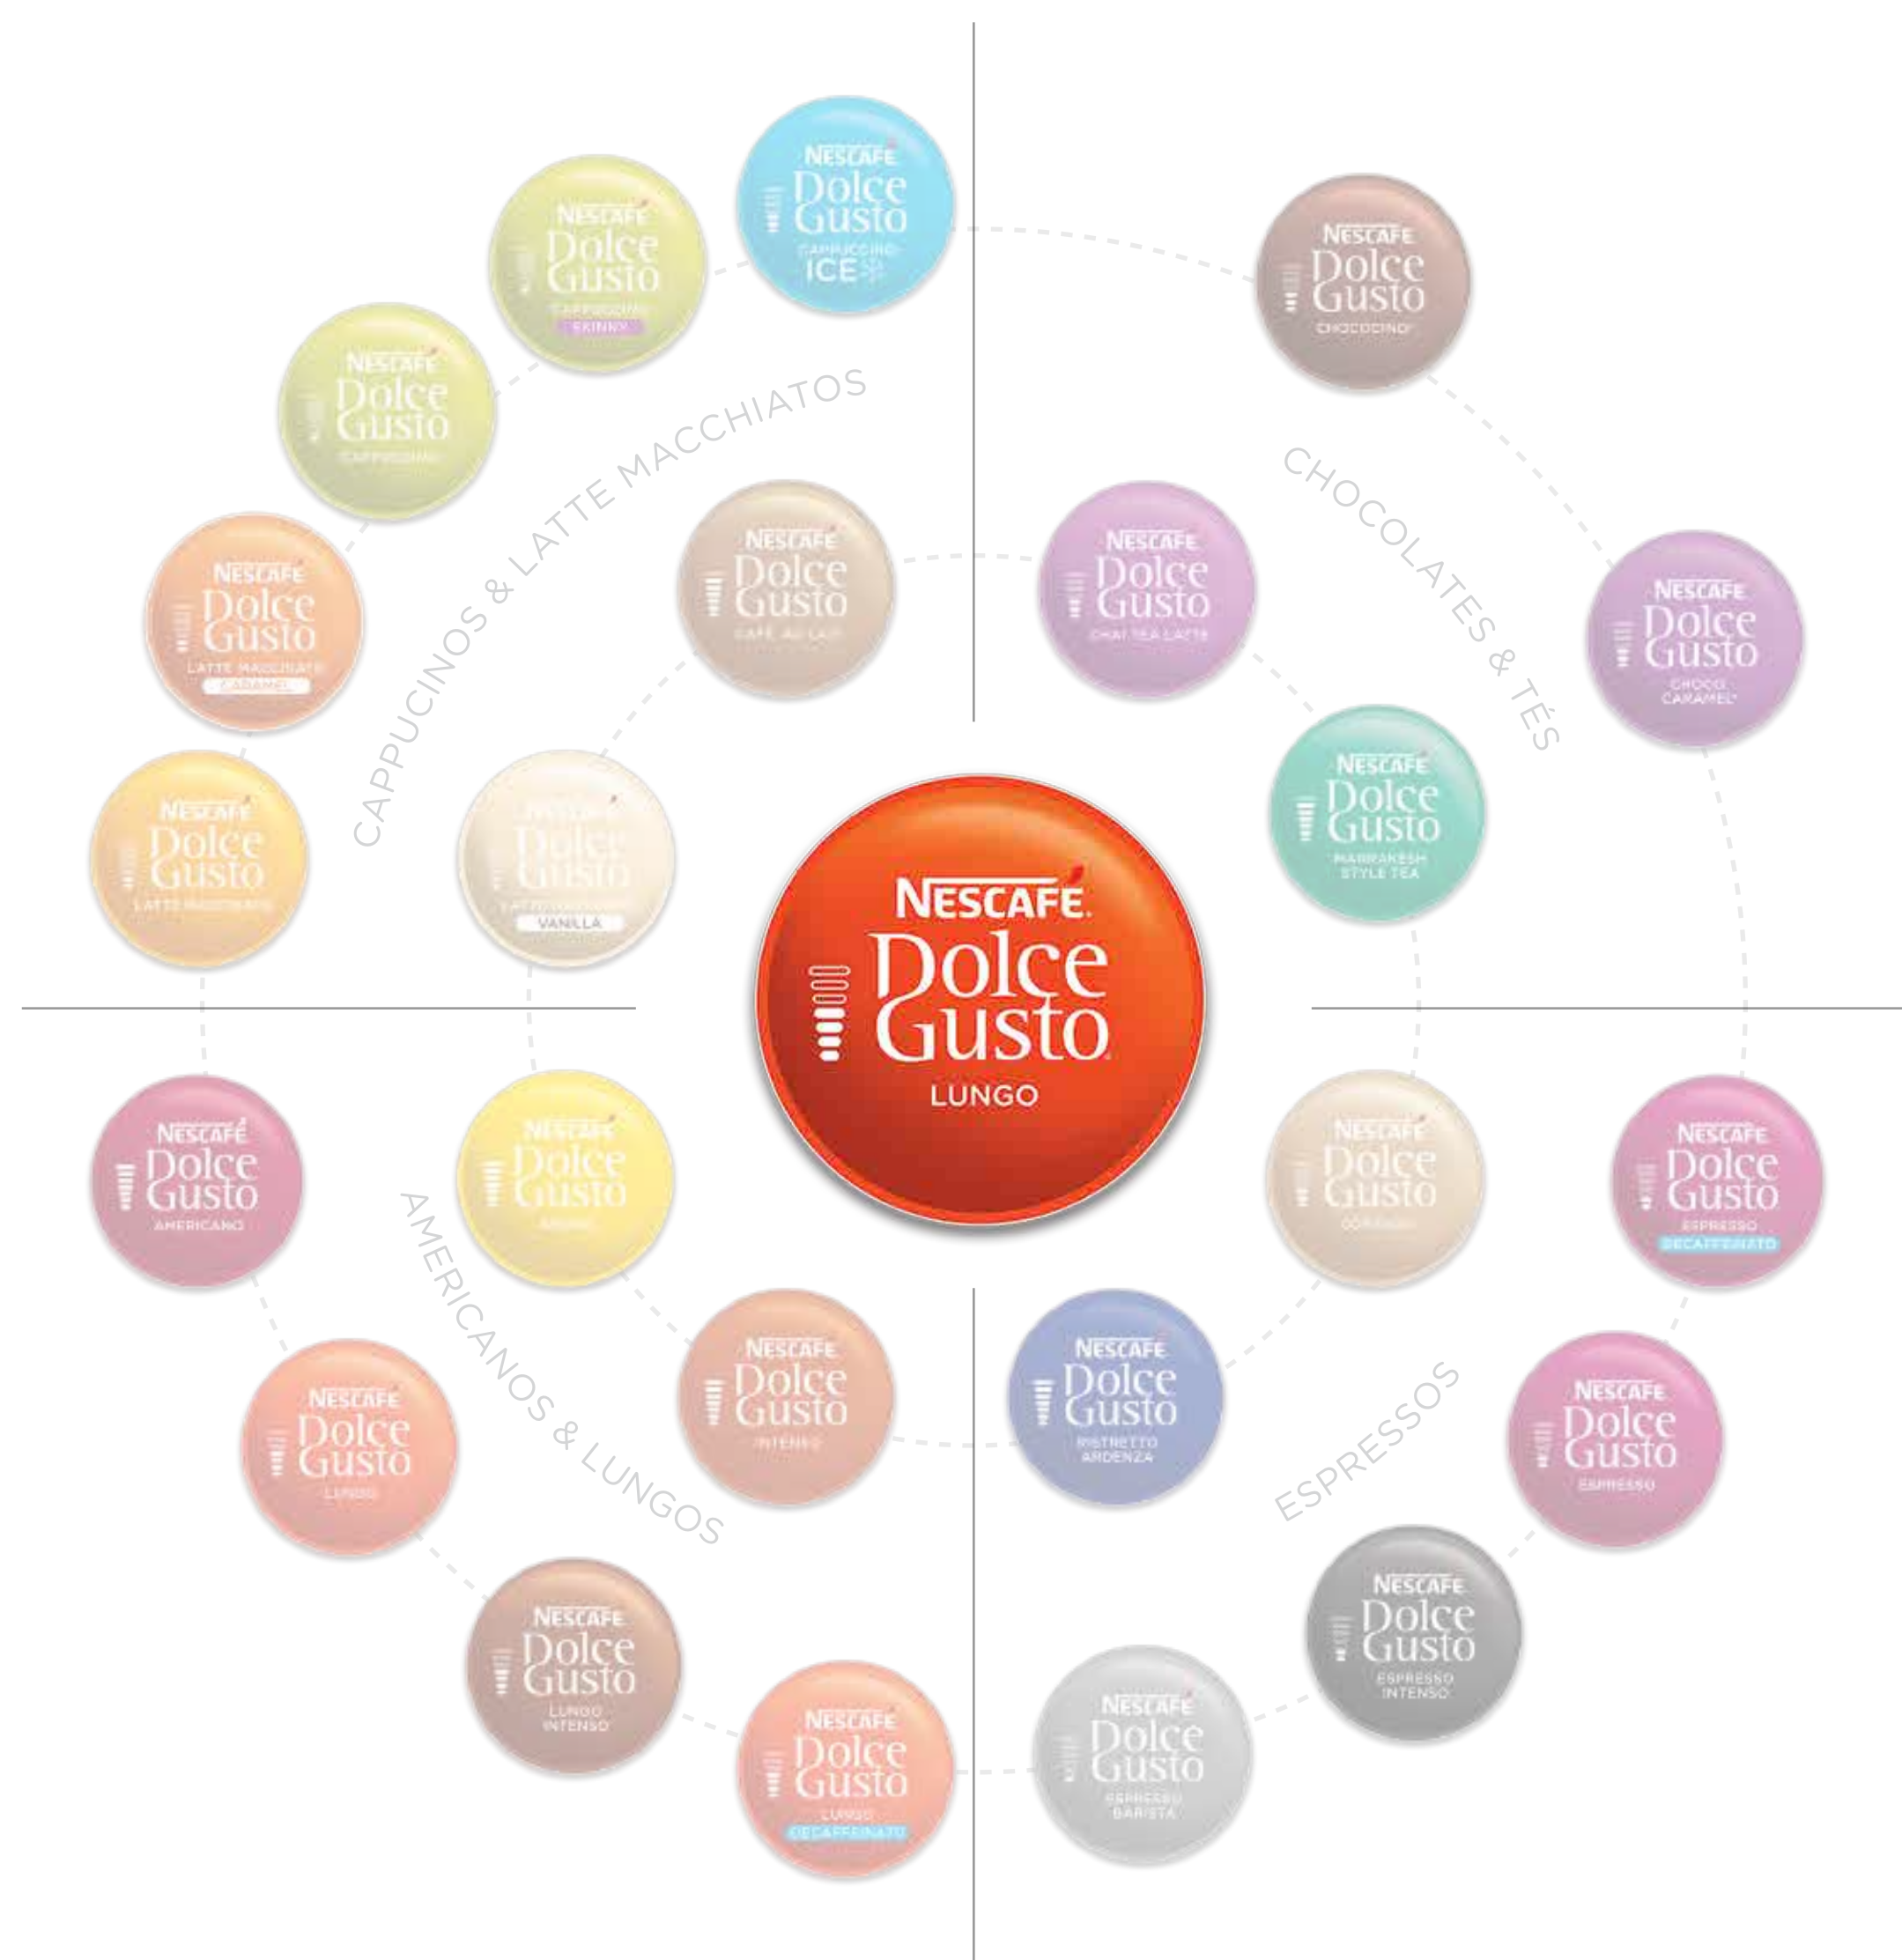 NESCAFÉ
Dolce
Gusto
CAPPUCCINO
ICE
NESCAFÉ
Dolce
Gusto
CAPPUCCINO
SKINNY
NESCAFÉ
Dolce
Gusto
CHOCOCINO
NESCAFÉ
Dolce
Gusto
CAPPUCCINO
CAPPUCINOS & LATTE MACCHIATOS
CHOCOLATES & TÉS
NESCAFÉ
Dolce
Gusto
LATTE MACCHIATO
CARAMEL
NESCAFÉ
Dolce
Gusto
CAFÉ AU LAIT
NESCAFÉ
Dolce
Gusto
CHAI TEA LATTE
NESCAFÉ
Dolce
Gusto
CHOCO
CARAMEL
NESCAFÉ
Dolce
Gusto
LATTE MACCHIATO
NESCAFÉ
Dolce
Gusto
LATTE MACCHIATO
VANILLA
NESCAFÉ
Dolce
Gusto
MARRAKESH
STYLE TEA
NESCAFÉ
Dolce
Gusto
LUNGO
NESCAFÉ
Dolce
Gusto
AMERICANO
NESCAFÉ
Dolce
Gusto
NESCAFÉ
Dolce
Gusto
CORTADO
NESCAFÉ
Dolce
Gusto
ESPRESSO
DECAFFEINATO
AMERICANOS & LUNGOS
NESCAFÉ
Dolce
Gusto
LUNGO
NESCAFÉ
Dolce
Gusto
INTENSO
NESCAFÉ
Dolce
Gusto
RISTRETTO
ARDENZA
ESPRESSOS
NESCAFÉ
Dolce
Gusto
ESPRESSO
NESCAFÉ
Dolce
Gusto
LUNGO
INTENSO
NESCAFÉ
Dolce
Gusto
ESPRESSO
INTENSO
NESCAFÉ
Dolce
Gusto
LUNGO
DECAFFEINATO
NESCAFÉ
Dolce
Gusto
ESPRESSO
BARISTA